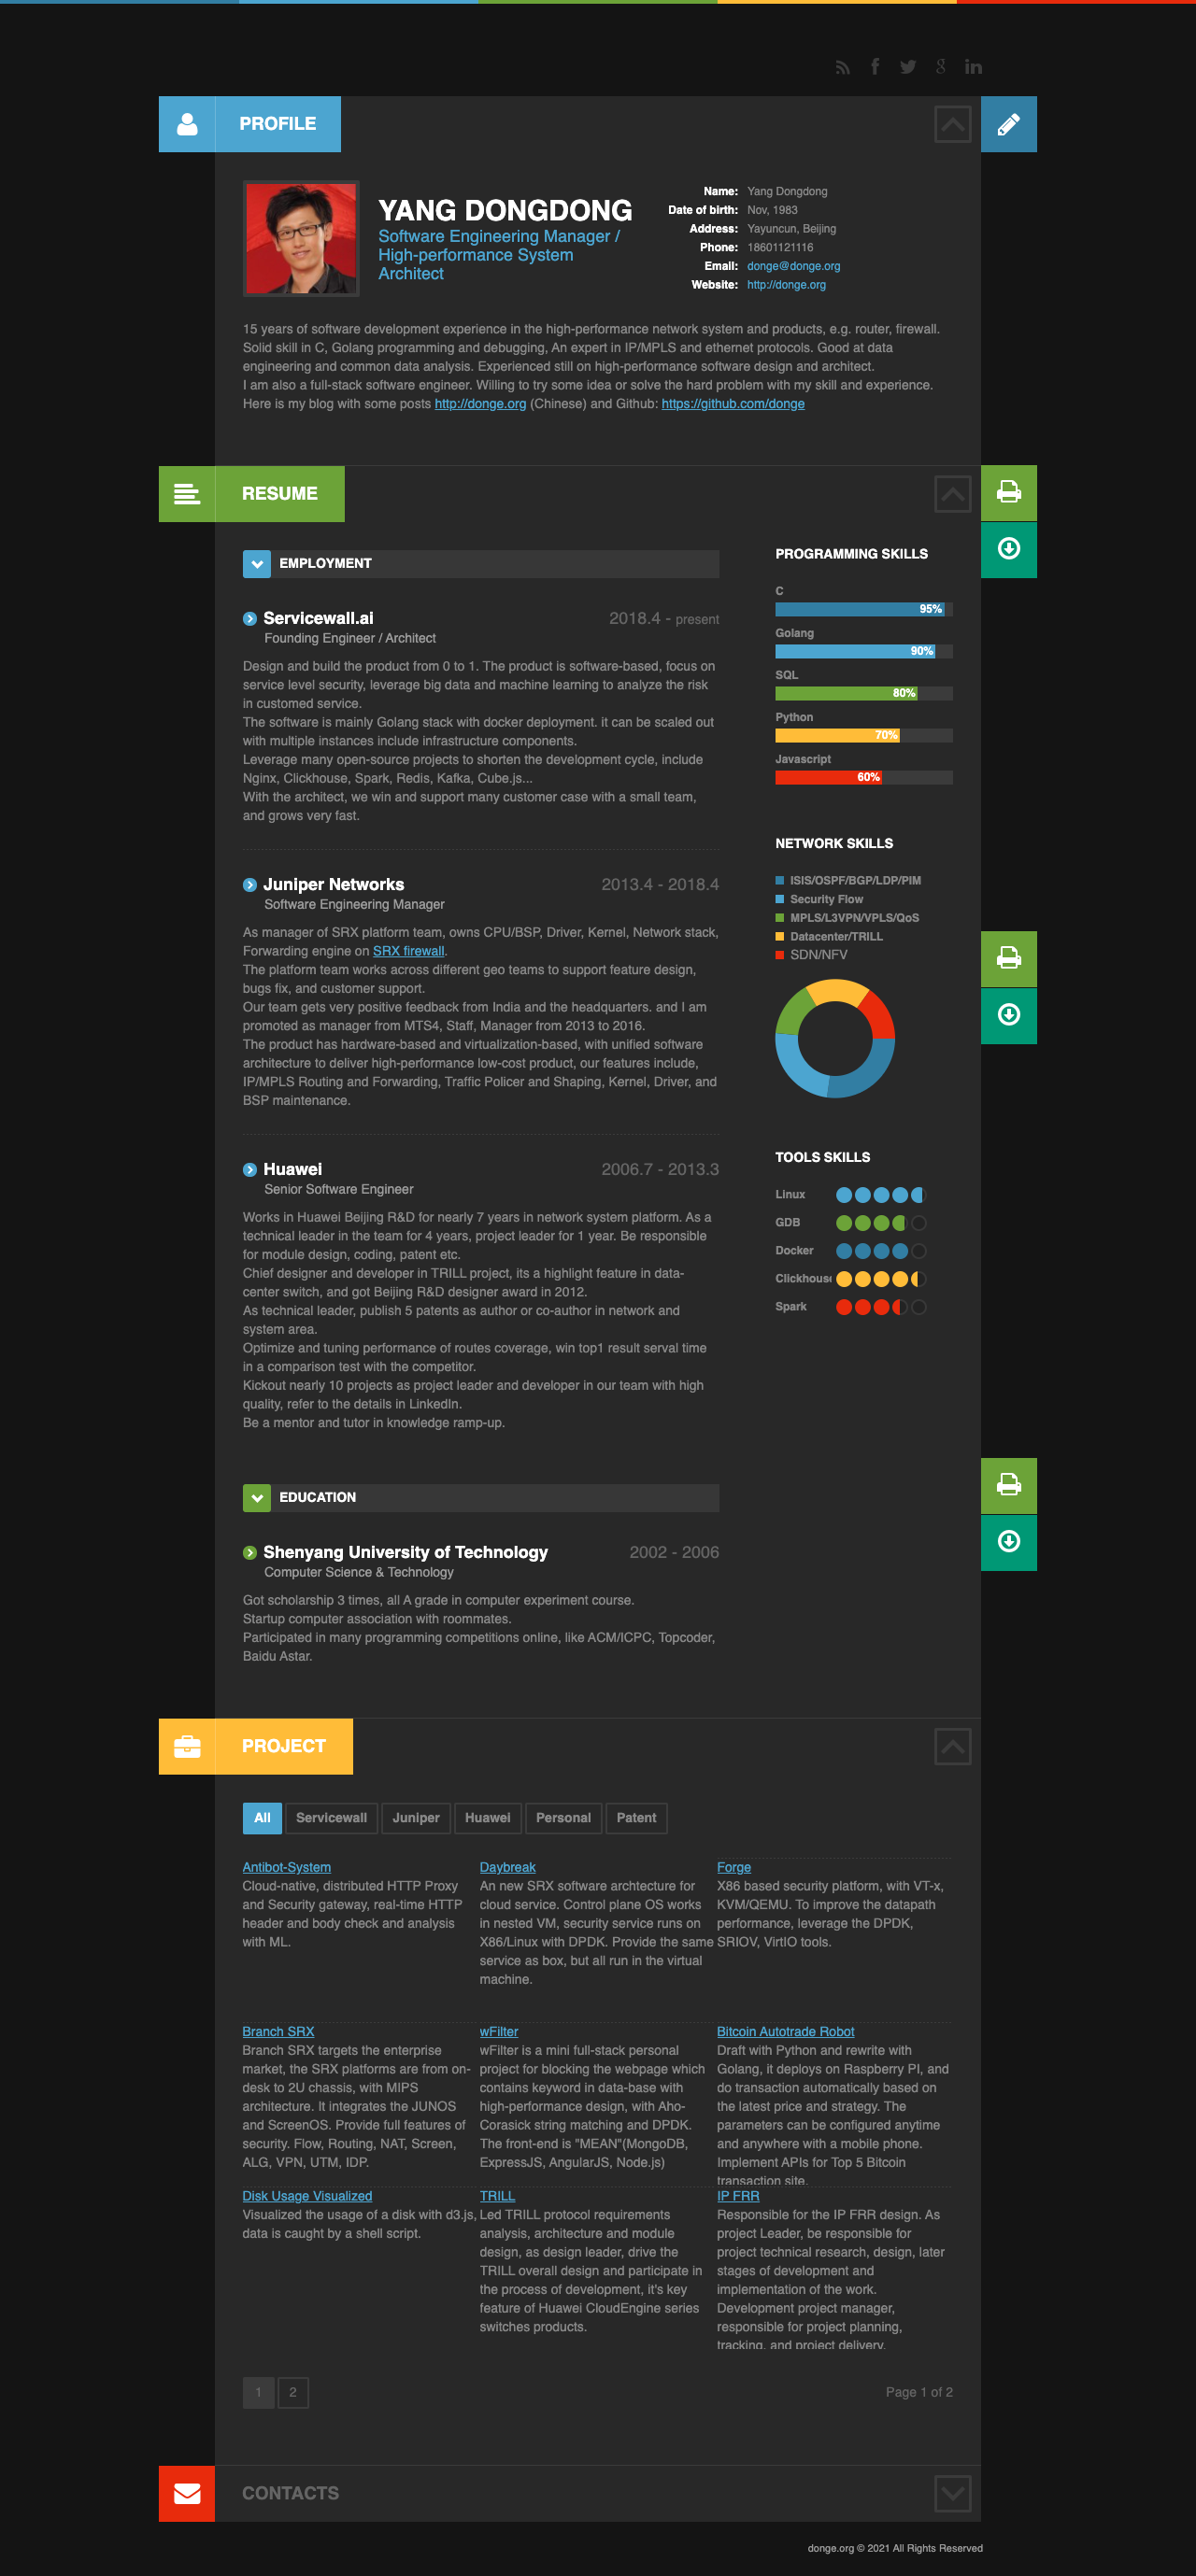 PROFILE
YANG DONGDONG
Software Engineering Manager /
High-performance System
Architect
Name: Yang Dongdong
Date of birth: Nov, 1983
Address: Yayuncun, Beijing
Phone: 18601121116
Email: donge@donge.org
Website: http://donge.org
15 years of software development experience in the high-performance network system and products, e.g. router, firewall.
Solid skill in C, Golang programming and debugging, An expert in IP/MPLS and ethernet protocols. Good at data
engineering and common data analysis. Experienced still on high-performance software design and architect.
I am also a full-stack software engineer. Willing to try some idea or solve the hard problem with my skill and experience.
Here is my blog with some posts http://donge.org (Chinese) and Github: https://github.com/donge
RESUME
EMPLOYMENT
Servicewall.ai 2018.4 - present
Founding Engineer / Architect
Design and build the product from 0 to 1. The product is software-based, focus on
service level security, leverage big data and machine learning to analyze the risk
in customed service.
The software is mainly Golang stack with docker deployment. it can be scaled out
with multiple instances include infrastructure components.
Leverage many open-source projects to shorten the development cycle, include
Nginx, Clickhouse, Spark, Redis, Kafka, Cube.js...
With the architect, we win and support many customer case with a small team,
and grows very fast.
Juniper Networks 2013.4 - 2018.4
Software Engineering Manager
As manager of SRX platform team, owns CPU/BSP, Driver, Kernel, Network stack,
Forwarding engine on SRX firewall.
The platform team works across different geo teams to support feature design,
bugs fix, and customer support.
Our team gets very positive feedback from India and the headquarters. and I am
promoted as manager from MTS4, Staff, Manager from 2013 to 2016.
The product has hardware-based and virtualization-based, with unified software
architecture to deliver high-performance low-cost product, our features include,
IP/MPLS Routing and Forwarding, Traffic Policer and Shaping, Kernel, Driver, and
BSP maintenance.
Huawei 2006.7 - 2013.3
Senior Software Engineer
Works in Huawei Beijing R&D for nearly 7 years in network system platform. As a
technical leader in the team for 4 years, project leader for 1 year. Be responsible
for module design, coding, patent etc.
Chief designer and developer in TRILL project, its a highlight feature in data-
center switch, and got Beijing R&D designer award in 2012.
As technical leader, publish 5 patents as author or co-author in network and
system area.
Optimize and tuning performance of routes coverage, win top1 result serval time
in a comparison test with the competitor.
Kickout nearly 10 projects as project leader and developer in our team with high
quality, refer to the details in LinkedIn.
Be a mentor and tutor in knowledge ramp-up.
EDUCATION
Shenyang University of Technology 2002 - 2006
Computer Science & Technology
Got scholarship 3 times, all A grade in computer experiment course.
Startup computer association with roommates.
Participated in many programming competitions online, like ACM/ICPC, Topcoder,
Baidu Astar.
PROGRAMMING SKILLS
C
95%
Golang
90%
SQL
80%
Python
70%
Javascript
60%
NETWORK SKILLS
ISIS/OSPF/BGP/LDP/PIM
Security Flow
MPLS/L3VPN/VPLS/QoS
Datacenter/TRILL
SDN/NFV
TOOLS SKILLS
Linux
GDB
Docker
Clickhouse
Spark
PROJECT
All Servicewall Juniper Huawei Personal Patent
Antibot-System
Cloud-native, distributed HTTP Proxy
and Security gateway, real-time HTTP
header and body check and analysis
with ML.
Daybreak
An new SRX software archtecture for
cloud service. Control plane OS works
in nested VM, security service runs on
X86/Linux with DPDK. Provide the same
service as box, but all run in the virtual
machine.
Forge
X86 based security platform, with VT-x,
KVM/QEMU. To improve the datapath
performance, leverage the DPDK,
SRIOV, VirtIO tools.
Branch SRX
Branch SRX targets the enterprise
market, the SRX platforms are from on-
desk to 2U chassis, with MIPS
architecture. It integrates the JUNOS
and ScreenOS. Provide full features of
security. Flow, Routing, NAT, Screen,
ALG, VPN, UTM, IDP.
wFilter
wFilter is a mini full-stack personal
project for blocking the webpage which
contains keyword in data-base with
high-performance design, with Aho-
Corasick string matching and DPDK.
The front-end is "MEAN"(MongoDB,
ExpressJS, AngularJS, Node.js)
Bitcoin Autotrade Robot
Draft with Python and rewrite with
Golang, it deploys on Raspberry PI, and
do transaction automatically based on
the latest price and strategy. The
parameters can be configured anytime
and anywhere with a mobile phone.
Implement APIs for Top 5 Bitcoin
transaction site.
Disk Usage Visualized
Visualized the usage of a disk with d3.js,
data is caught by a shell script.
TRILL
Led TRILL protocol requirements
analysis, architecture and module
design, as design leader, drive the
TRILL overall design and participate in
the process of development, it's key
feature of Huawei CloudEngine series
switches products.
IP FRR
Responsible for the IP FRR design. As
project Leader, be responsible for
project technical research, design, later
stages of development and
implementation of the work.
Development project manager,
responsible for project planning,
tracking, and project delivery.
1 2 Page 1 of 2
CONTACTS
donge.org © 2021 All Rights Reserved